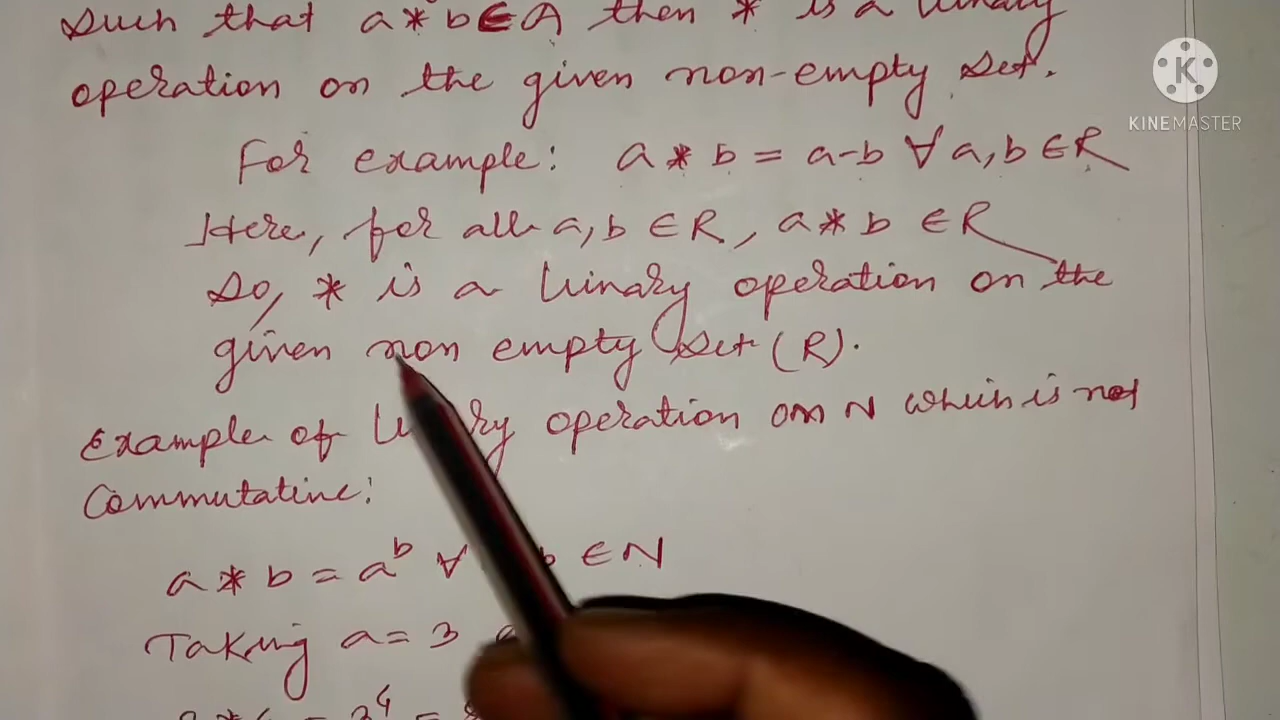 Such that a * b ∈ A then * is a binary
operation on the given non-empty set.
KINEMASTER
For example: a * b = a-b ∀ a, b ∈ R
Here, for all a, b ∈ R, a * b ∈ R
So, * is a binary operation on the
given non empty set (R).
Example of operation on N which is not
Commutative:
a * b = a^b ∀ b ∈ N
Taking a = 3
= 3^4 =